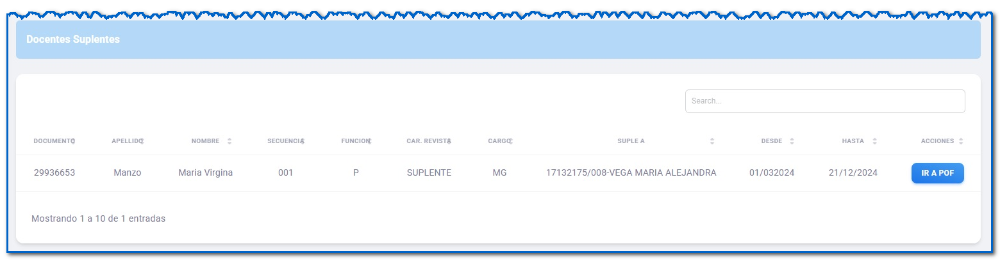 Docentes Suplentes
Search...
DOCUMENTO APELLIDO NOMBRE SECUENCIA FUNCION CAR. REVISTA CARGO SUPLE A DESDE HASTA ACCIONES
29936653 Manzo Maria Virgina 001 P SUPLENTE MG 17132175/008-VEGA MARIA ALEJANDRA 01/032024 21/12/2024 IR A POF
Mostrando 1 a 10 de 1 entradas